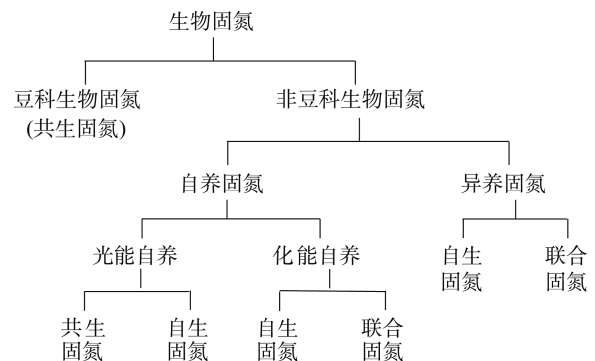 生物固氮
豆科生物固氮
(共生固氮)
非豆科生物固氮
自养固氮
异养固氮
光能自养
化能自养
自生
固氮
联合
固氮
共生
固氮
自生
固氮
自生
固氮
联合
固氮